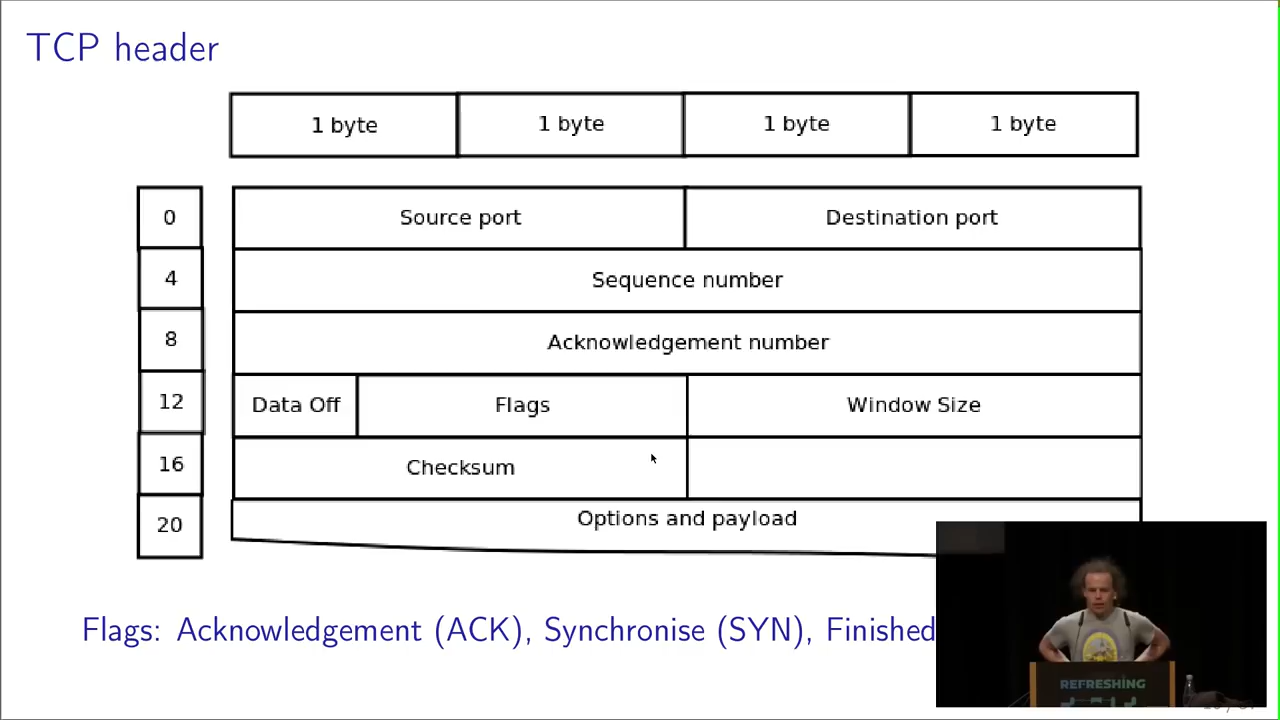 TCP header
1 byte 1 byte 1 byte 1 byte
0 Source port Destination port
4 Sequence number
8 Acknowledgement number
12 Data Off Flags Window Size
16 Checksum
20 Options and payload
Flags: Acknowledgement (ACK), Synchronise (SYN), Finished
REFRESHING